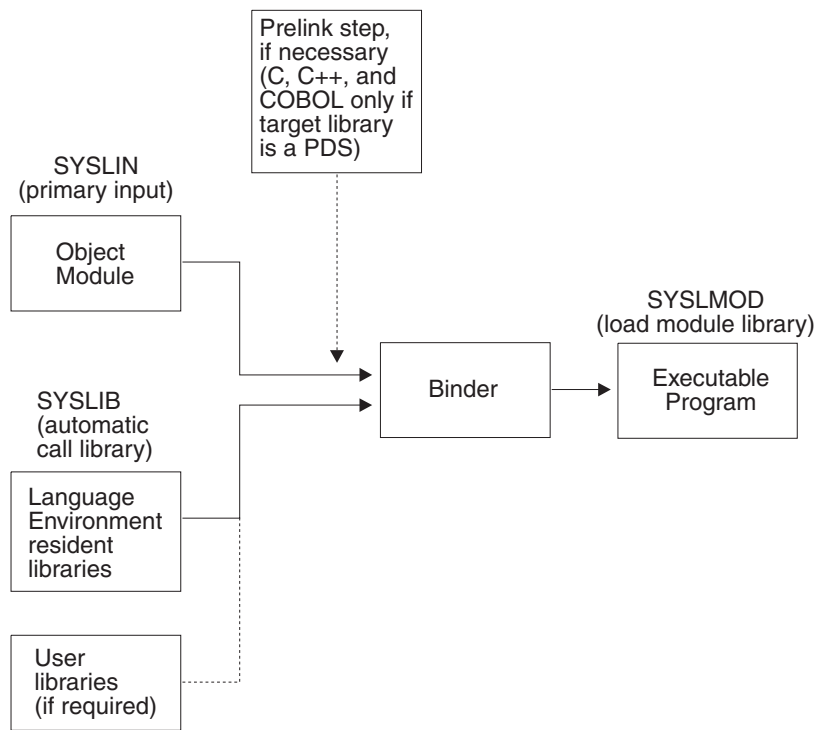 Prelink step,
if necessary
(C, C++, and
COBOL only if
target library
is a PDS)
SYSLIN
(primary input)
Object
Module
SYSLMOD
(load module library)
Binder
Executable
Program
SYSLIB
(automatic
call library)
Language
Environment
resident
libraries
User
libraries
(if required)